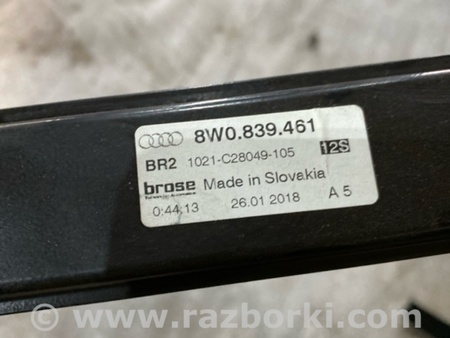 8W0.839.461
BR2 1021-C28049-105 12S
brose Made in Slovakia
0:44,13 26.01 2018 A 5
© www.razborki.com